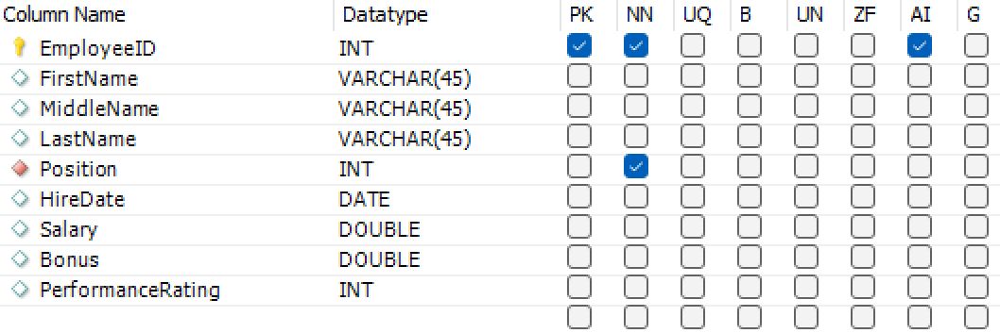 Column Name Datatype PK NN UQ B UN ZF AI G
EmployeeID INT
FirstName VARCHAR(45)
MiddleName VARCHAR(45)
LastName VARCHAR(45)
Position INT
HireDate DATE
Salary DOUBLE
Bonus DOUBLE
PerformanceRating INT